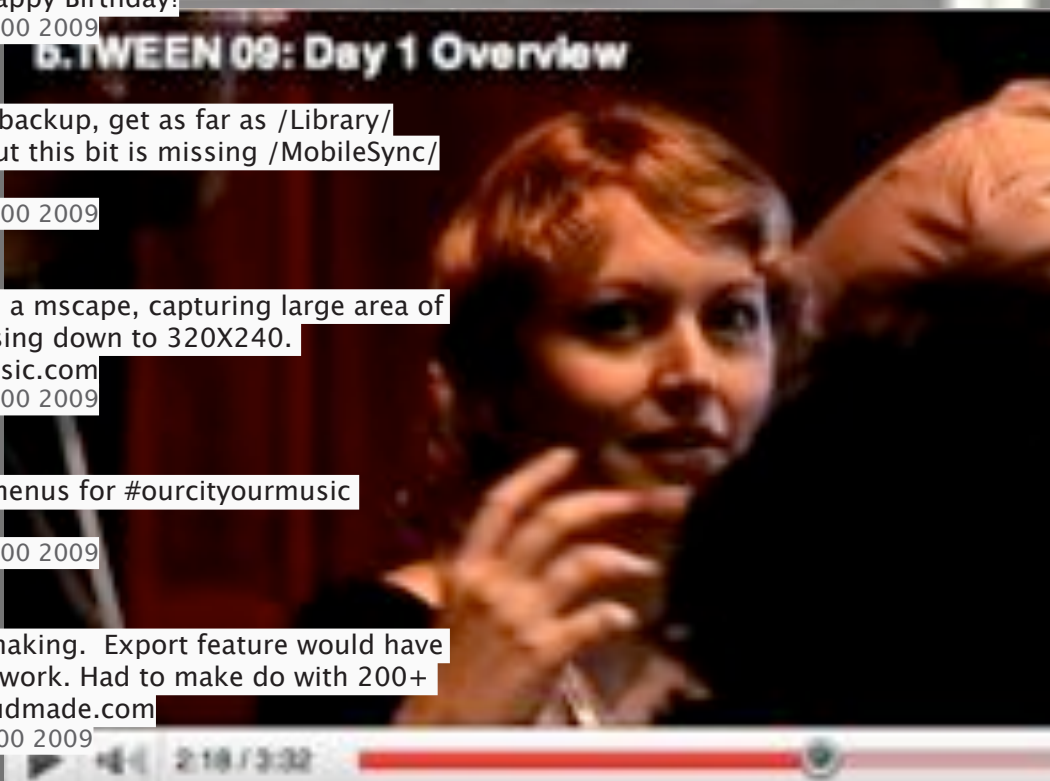 appy Birthday!
00 2009
b.TWEEN 09: Day 1 Overview
backup, get as far as /Library/
ut this bit is missing /MobileSync/
00 2009
a mscape, capturing large area of
sing down to 320X240.
sic.com
00 2009
menus for #ourcityyourmusic
00 2009
making. Export feature would have
work. Had to make do with 200+
udmade.com
00 2009
2:18 / 3:32